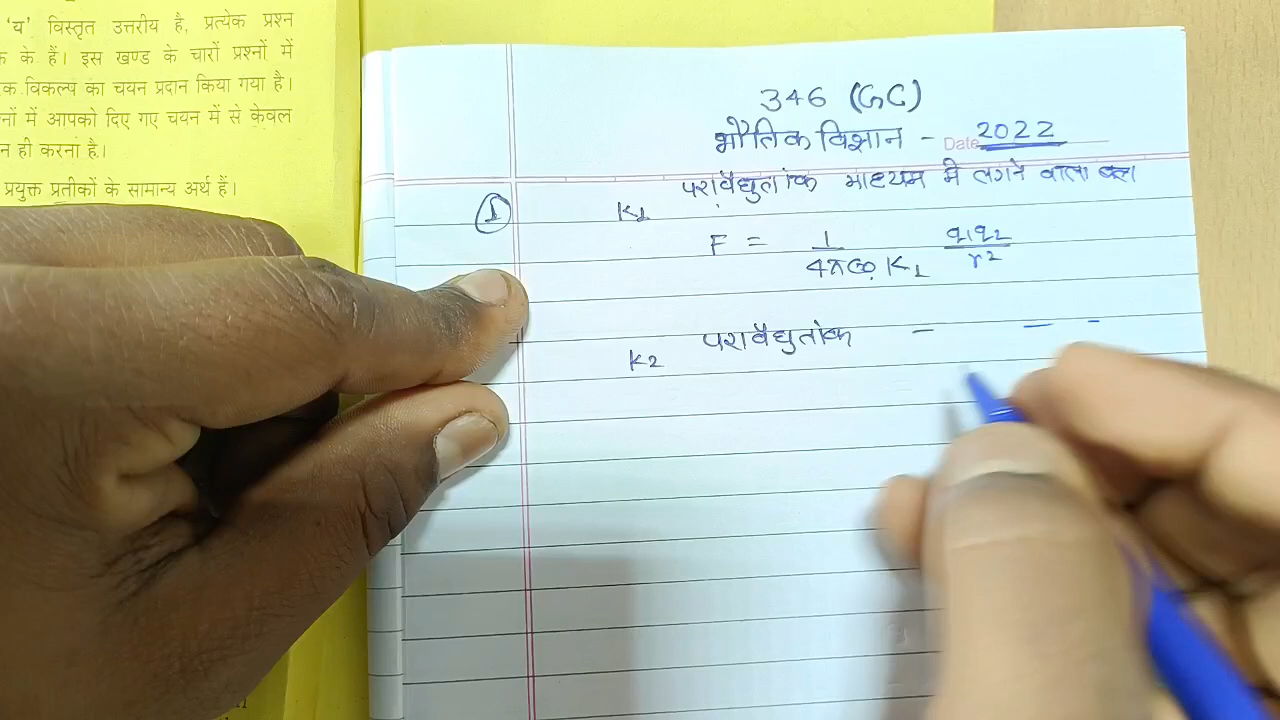 'य' विस्तृत उत्तरीय है, प्रत्येक प्रश्न
के हैं। इस खण्ड के चारों प्रश्नों में
क विकल्प का चयन प्रदान किया गया है।
नों में आपको दिए गए चयन में से केवल
न ही करना है।
प्रयुक्त प्रतीकों के सामान्य अर्थ हैं।
346 (GC)
भौतिक विज्ञान - Date 2022
① K1 परावैद्युतांक माध्यम में लगने वाला बल
F = 1/4πϵ0 K1 q1q2/r2
K2 परावैद्युतांक — — -